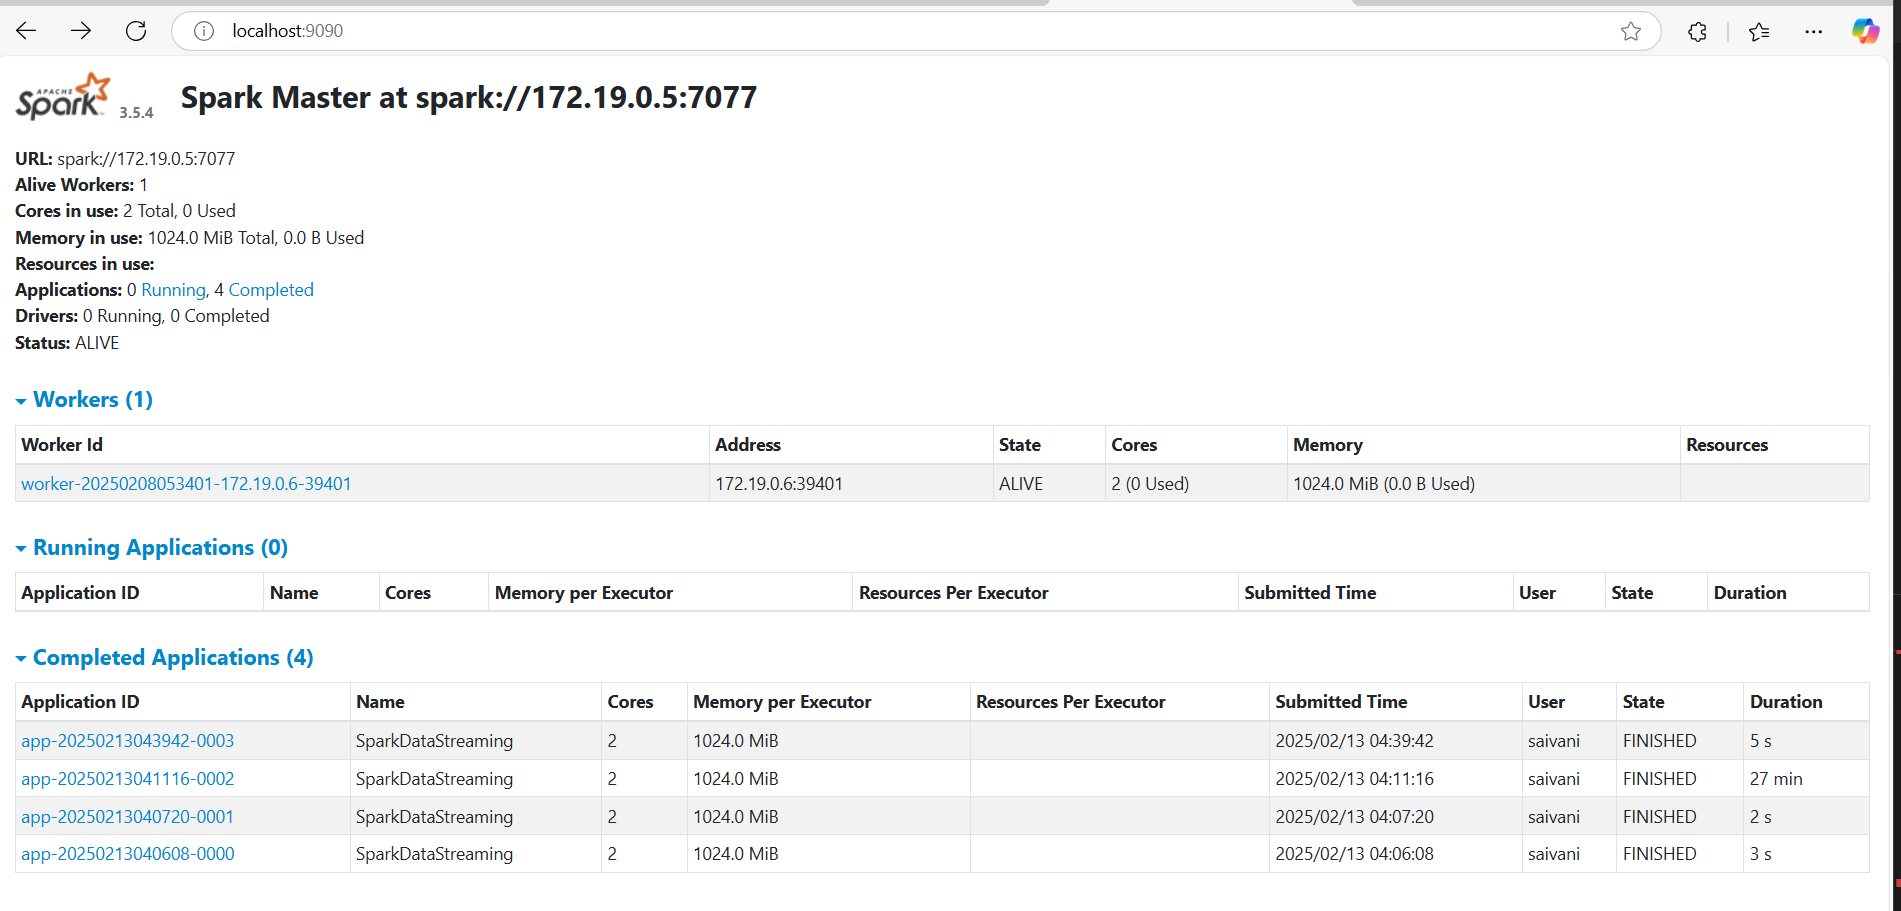 localhost:9090
APACHE
Spark 3.5.4 Spark Master at spark://172.19.0.5:7077
URL: spark://172.19.0.5:7077
Alive Workers: 1
Cores in use: 2 Total, 0 Used
Memory in use: 1024.0 MiB Total, 0.0 B Used
Resources in use:
Applications: 0 Running, 4 Completed
Drivers: 0 Running, 0 Completed
Status: ALIVE
Workers (1)
Worker Id Address State Cores Memory Resources
worker-20250208053401-172.19.0.6-39401 172.19.0.6:39401 ALIVE 2 (0 Used) 1024.0 MiB (0.0 B Used)
Running Applications (0)
Application ID Name Cores Memory per Executor Resources Per Executor Submitted Time User State Duration
Completed Applications (4)
Application ID Name Cores Memory per Executor Resources Per Executor Submitted Time User State Duration
app-20250213043942-0003 SparkDataStreaming 2 1024.0 MiB 2025/02/13 04:39:42 saivani FINISHED 5 s
app-20250213041116-0002 SparkDataStreaming 2 1024.0 MiB 2025/02/13 04:11:16 saivani FINISHED 27 min
app-20250213040720-0001 SparkDataStreaming 2 1024.0 MiB 2025/02/13 04:07:20 saivani FINISHED 2 s
app-20250213040608-0000 SparkDataStreaming 2 1024.0 MiB 2025/02/13 04:06:08 saivani FINISHED 3 s